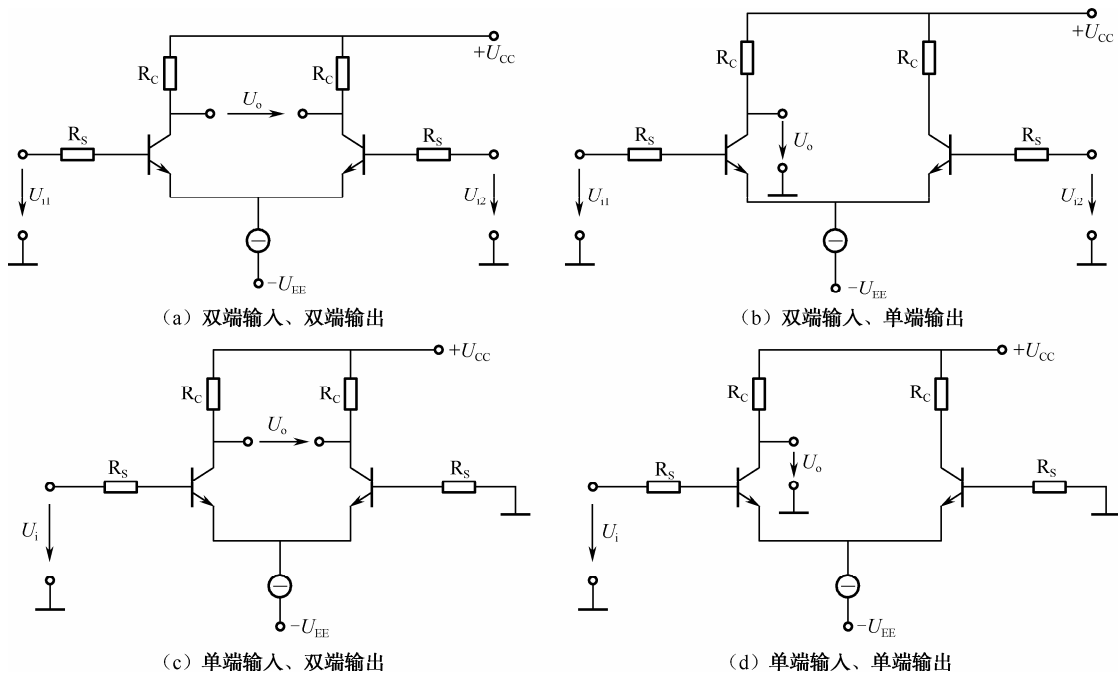 +U_CC
R_C R_C
U_o
R_S R_S
U_i1 U_i2
-U_EE
(a) 双端输入、双端输出
+U_CC
R_C R_C
R_S U_o R_S
U_i1 U_i2
-U_EE
(b) 双端输入、单端输出
+U_CC
R_C R_C
U_o
R_S R_S
U_i
-U_EE
(c) 单端输入、双端输出
+U_CC
R_C R_C
R_S U_o R_S
U_i
-U_EE
(d) 单端输入、单端输出